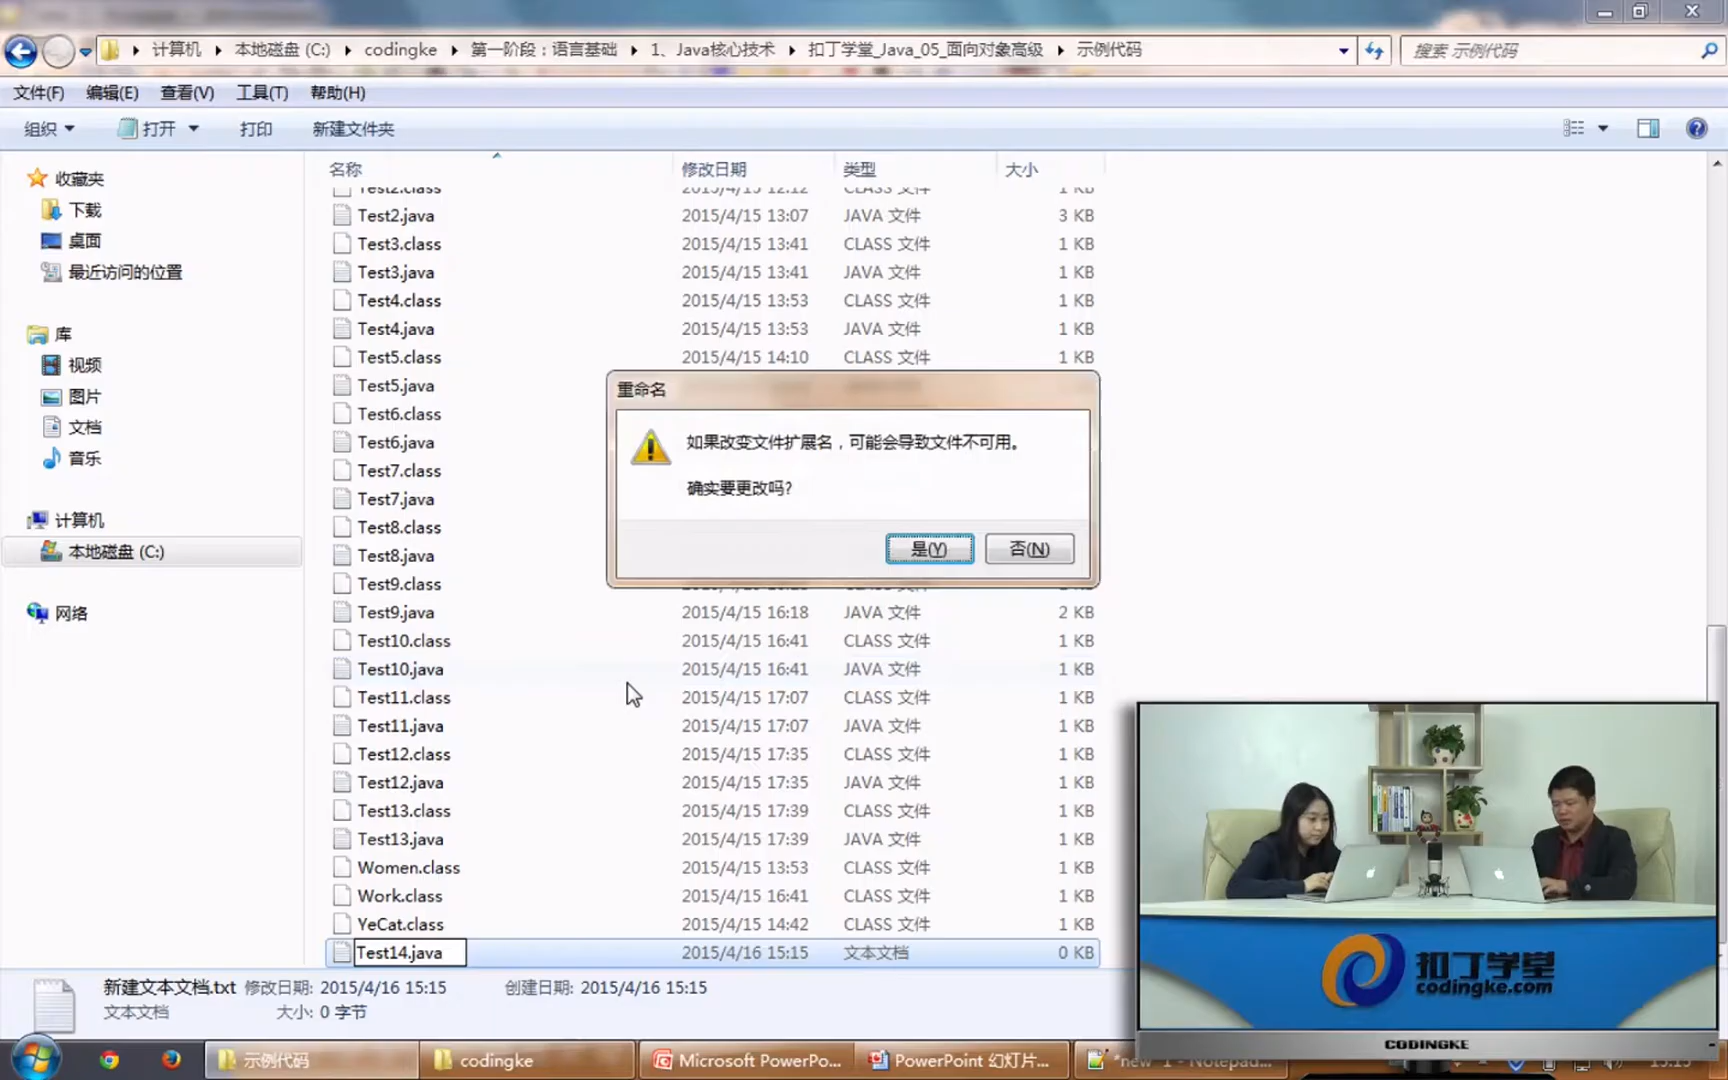 计算机 本地磁盘 (C:) codingke 第一阶段：语言基础 1、Java核心技术 扣丁学堂_Java_05_面向对象高级 示例代码 搜索 示例代码
文件(F) 编辑(E) 查看(V) 工具(T) 帮助(H)
组织 打开 打印 新建文件夹
收藏夹
下载
桌面
最近访问的位置
库
视频
图片
文档
音乐
计算机
本地磁盘 (C:)
网络
名称 修改日期 类型 大小
Test2.class 2015/4/15 12:12 CLASS 文件 1 KB
Test2.java 2015/4/15 13:07 JAVA 文件 3 KB
Test3.class 2015/4/15 13:41 CLASS 文件 1 KB
Test3.java 2015/4/15 13:41 JAVA 文件 1 KB
Test4.class 2015/4/15 13:53 CLASS 文件 1 KB
Test4.java 2015/4/15 13:53 JAVA 文件 1 KB
Test5.class 2015/4/15 14:10 CLASS 文件 1 KB
Test5.java
Test6.class
Test6.java
Test7.class
Test7.java
Test8.class
Test8.java
Test9.class
Test9.java 2015/4/15 16:18 JAVA 文件 2 KB
Test10.class 2015/4/15 16:41 CLASS 文件 1 KB
Test10.java 2015/4/15 16:41 JAVA 文件 1 KB
Test11.class 2015/4/15 17:07 CLASS 文件 1 KB
Test11.java 2015/4/15 17:07 JAVA 文件 1 KB
Test12.class 2015/4/15 17:35 CLASS 文件 1 KB
Test12.java 2015/4/15 17:35 JAVA 文件 1 KB
Test13.class 2015/4/15 17:39 CLASS 文件 1 KB
Test13.java 2015/4/15 17:39 JAVA 文件 1 KB
Women.class 2015/4/15 13:53 CLASS 文件 1 KB
Work.class 2015/4/15 16:41 CLASS 文件 1 KB
YeCat.class 2015/4/15 14:42 CLASS 文件 1 KB
Test14.java 2015/4/16 15:15 文本文档 0 KB
重命名
如果改变文件扩展名，可能会导致文件不可用。
确实要更改吗?
是(Y) 否(N)
新建文本文档.txt 修改日期: 2015/4/16 15:15 创建日期: 2015/4/16 15:15
文本文档 大小: 0 字节
扣丁学堂
codingke.com
CODINGKE
示例代码 codingke Microsoft PowerPo... PowerPoint 幻灯片... *new 1 - Notepad...